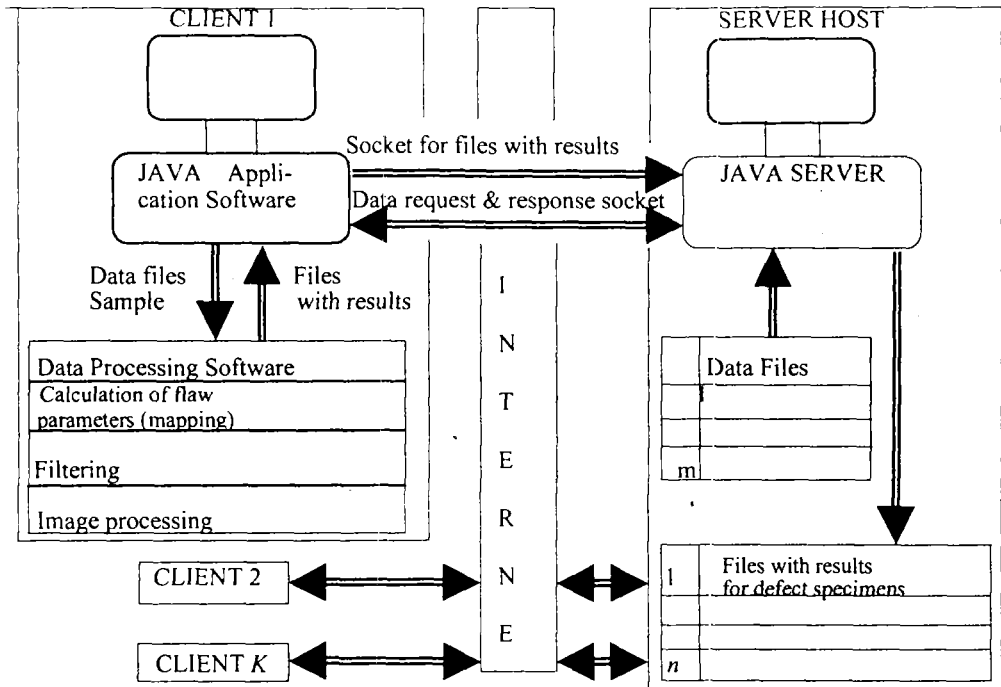 CLIENT 1
SERVER HOST
Socket for files with results
JAVA Appli-
cation Software
JAVA SERVER
Data request & response socket
Data files
Sample
Files
with results
I
N
T
E
R
N
E
Data Processing Software
Calculation of flaw
parameters (mapping)
Filtering
Image processing
Data Files
m
CLIENT 2
CLIENT K
1
Files with results
for defect specimens
n